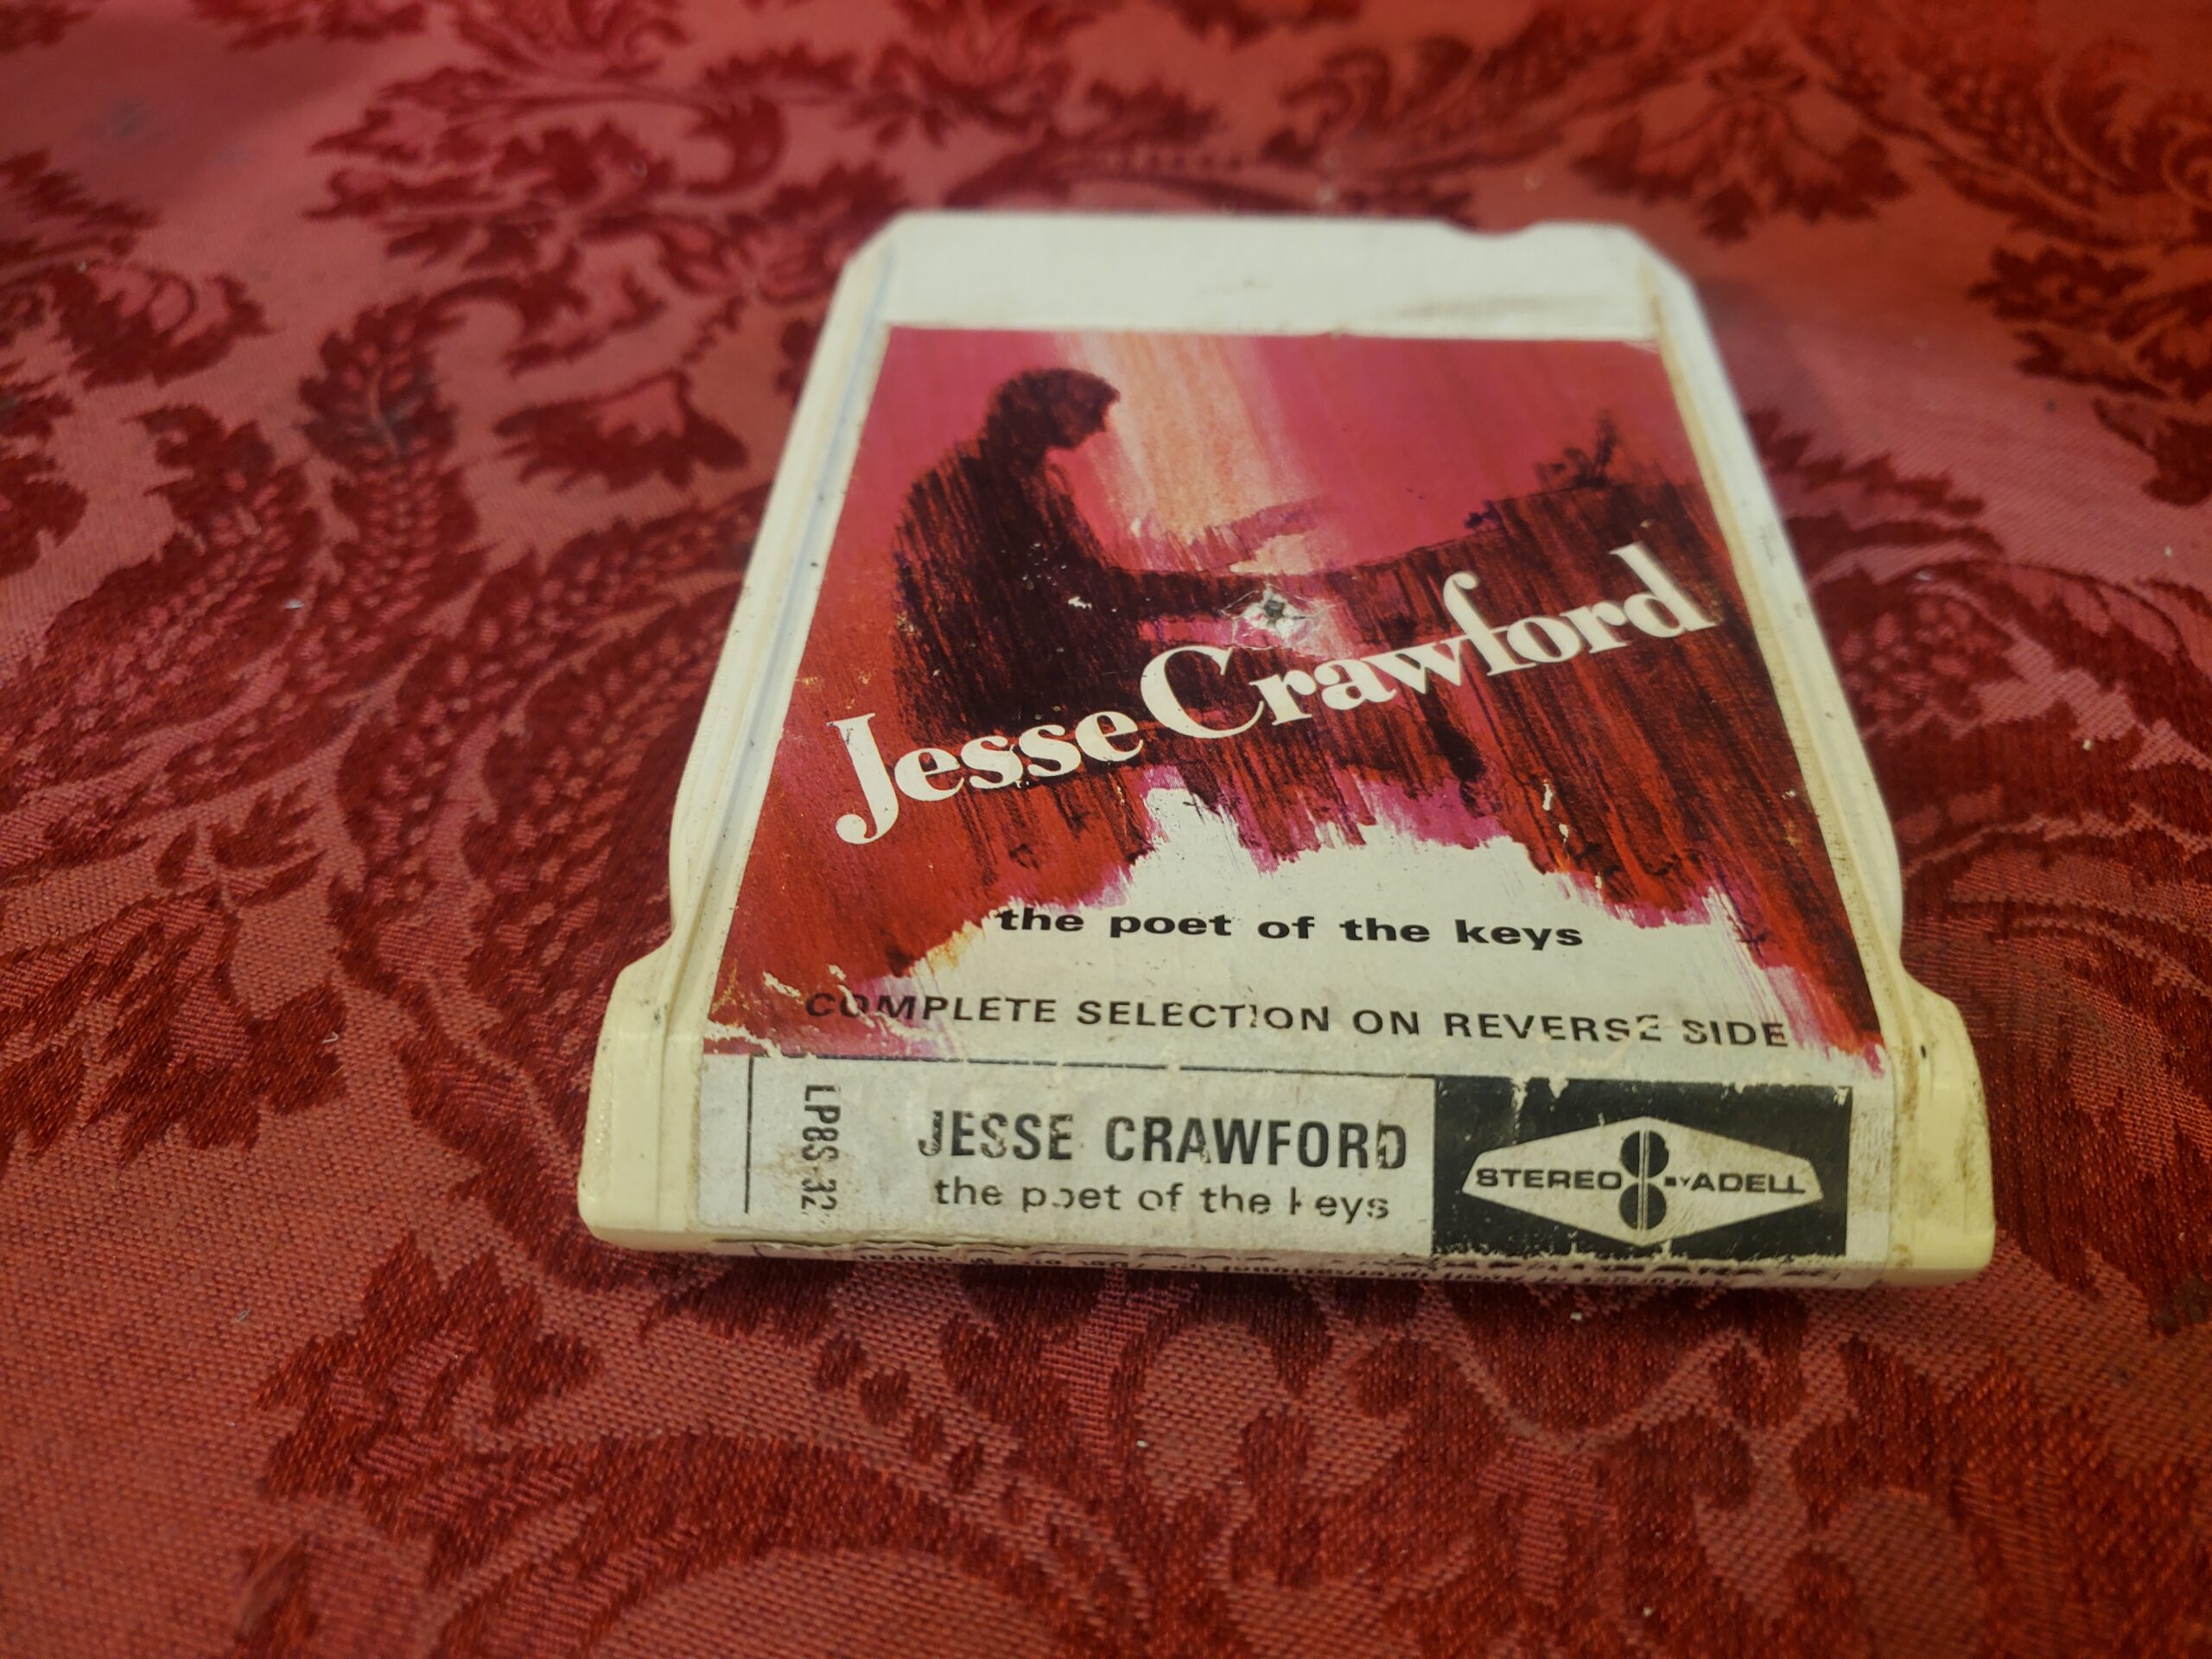 Jesse Crawford
the poet of the keys
COMPLETE SELECTION ON REVERSE SIDE
LP8S-32
JESSE CRAWFORD
the poet of the keys
STEREO 8 BY ADELL